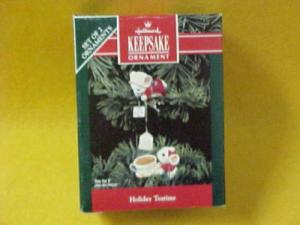 SET OF 2
ORNAMENTS
Hallmark
KEEPSAKE
ORNAMENT
Holiday Teatime